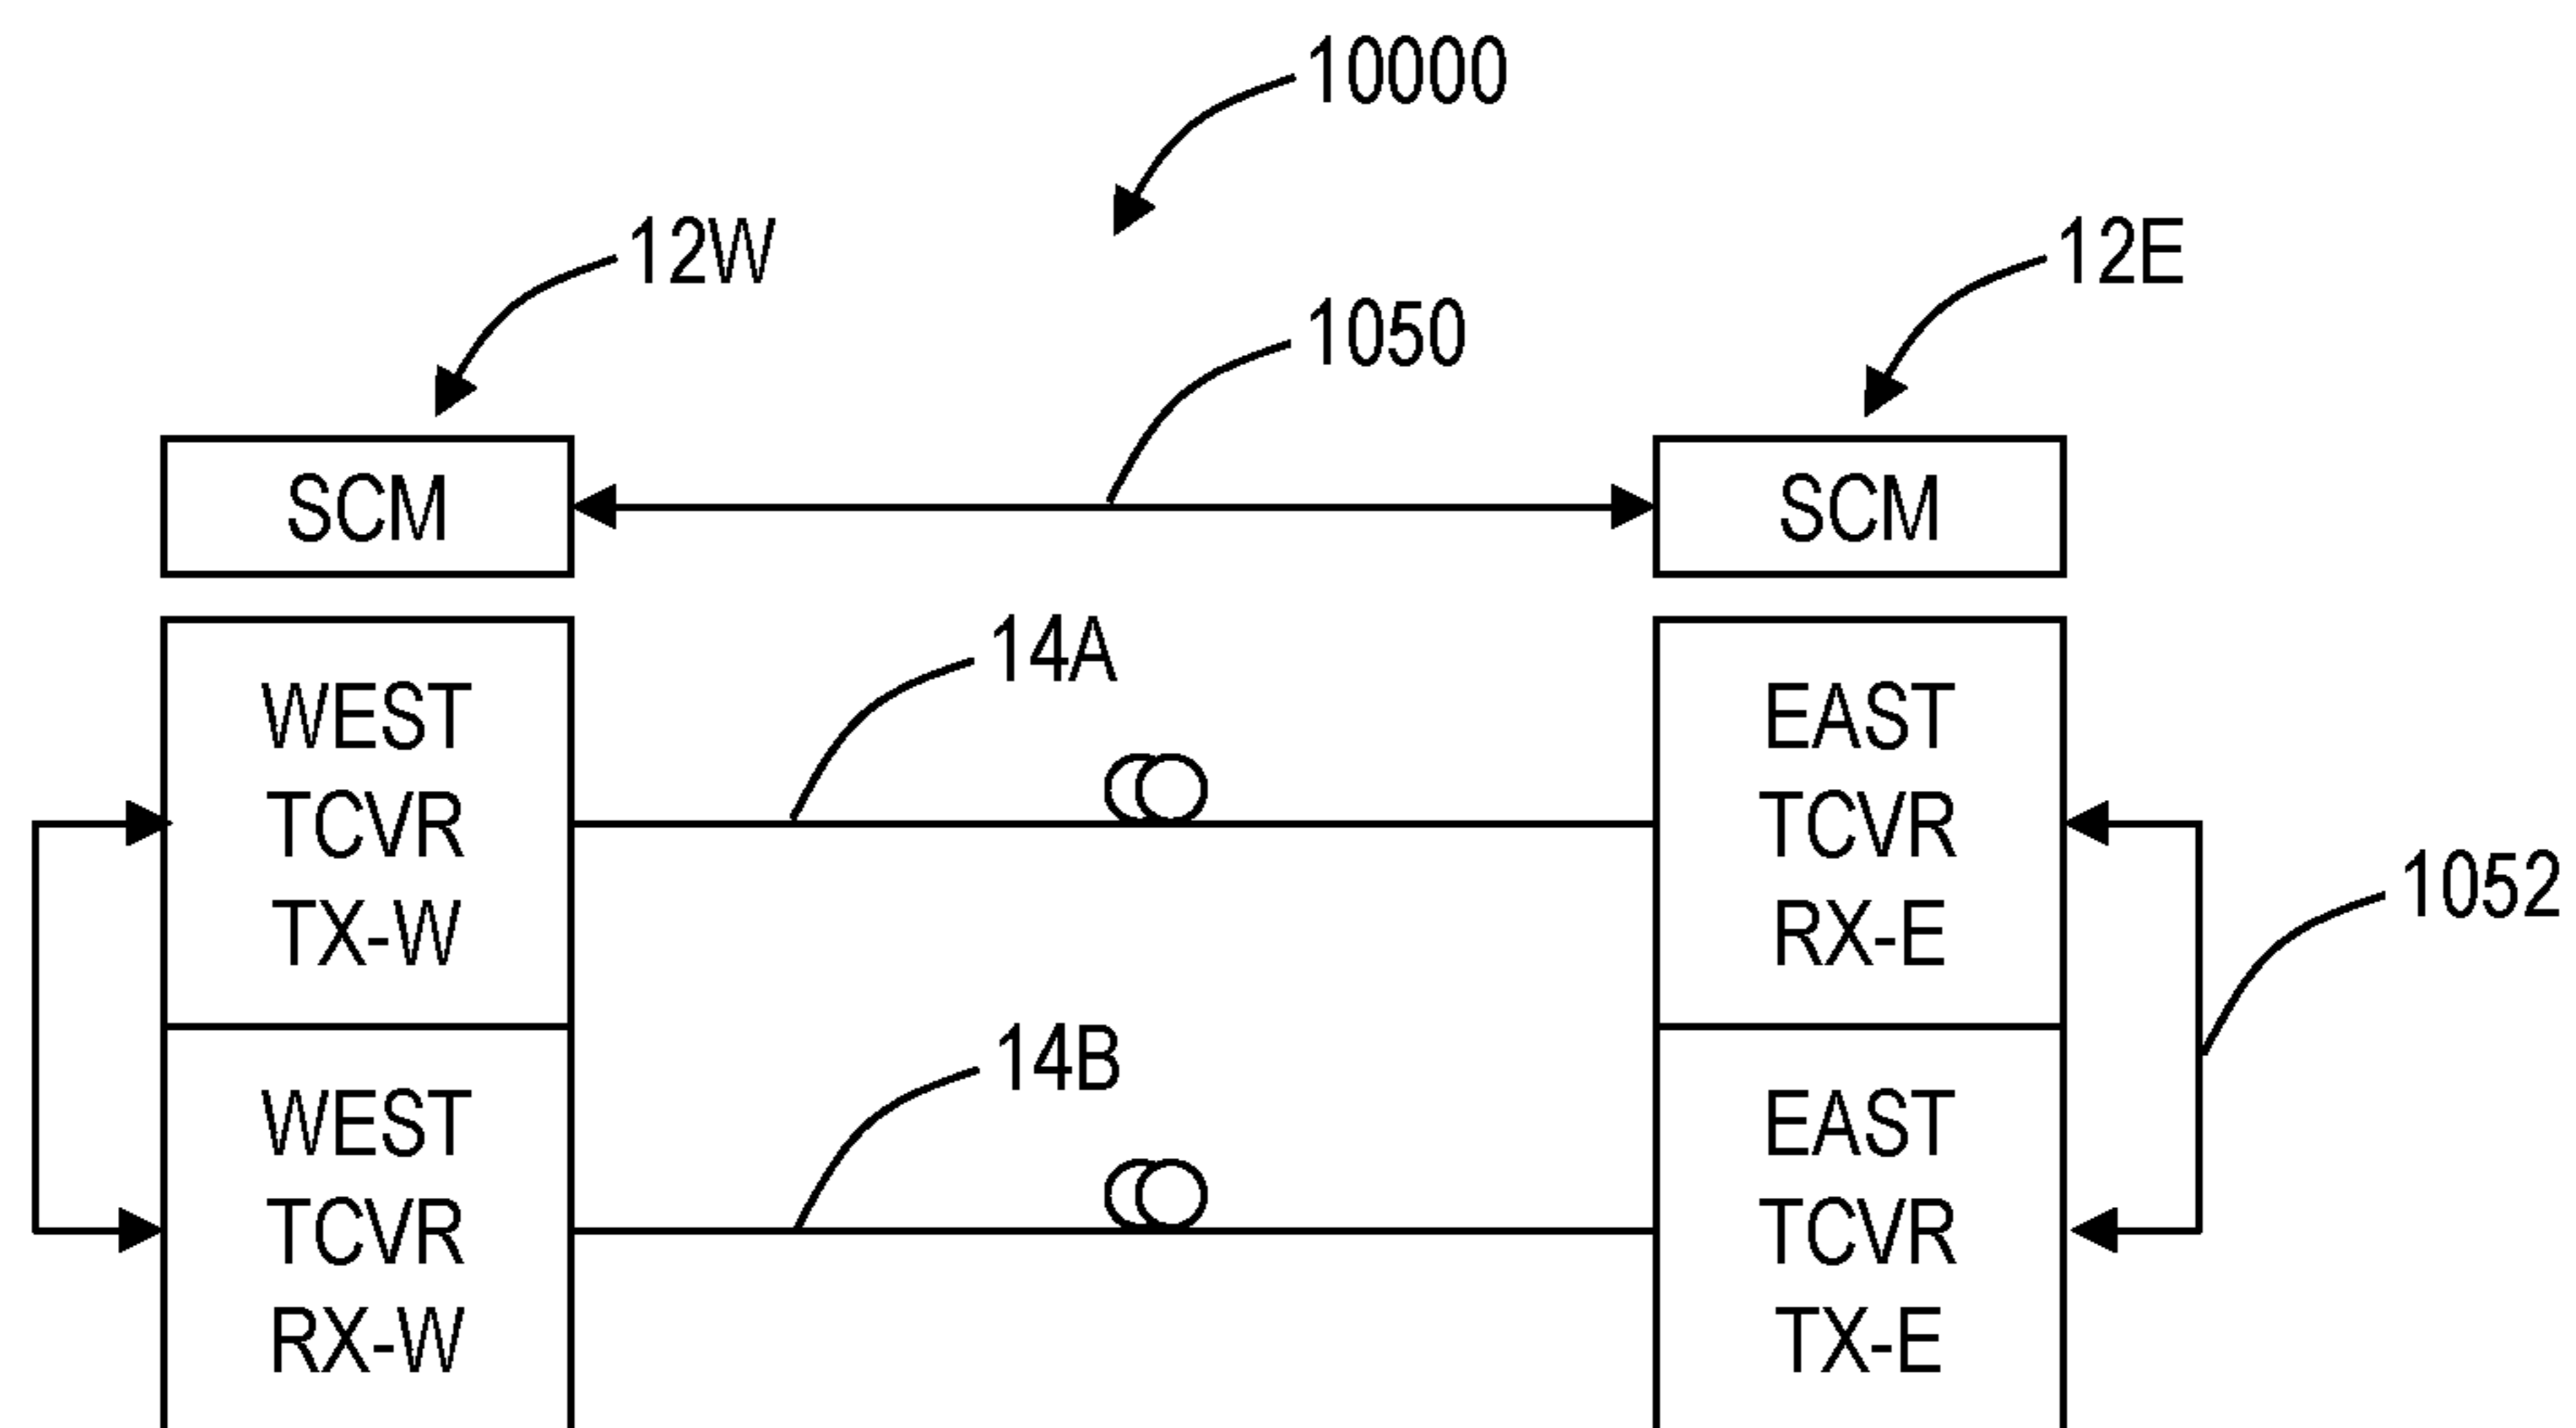 10000
12W
12E
1050
SCM
SCM
14A
WEST
TCVR
TX-W
EAST
TCVR
RX-E
1052
14B
WEST
TCVR
RX-W
EAST
TCVR
TX-E